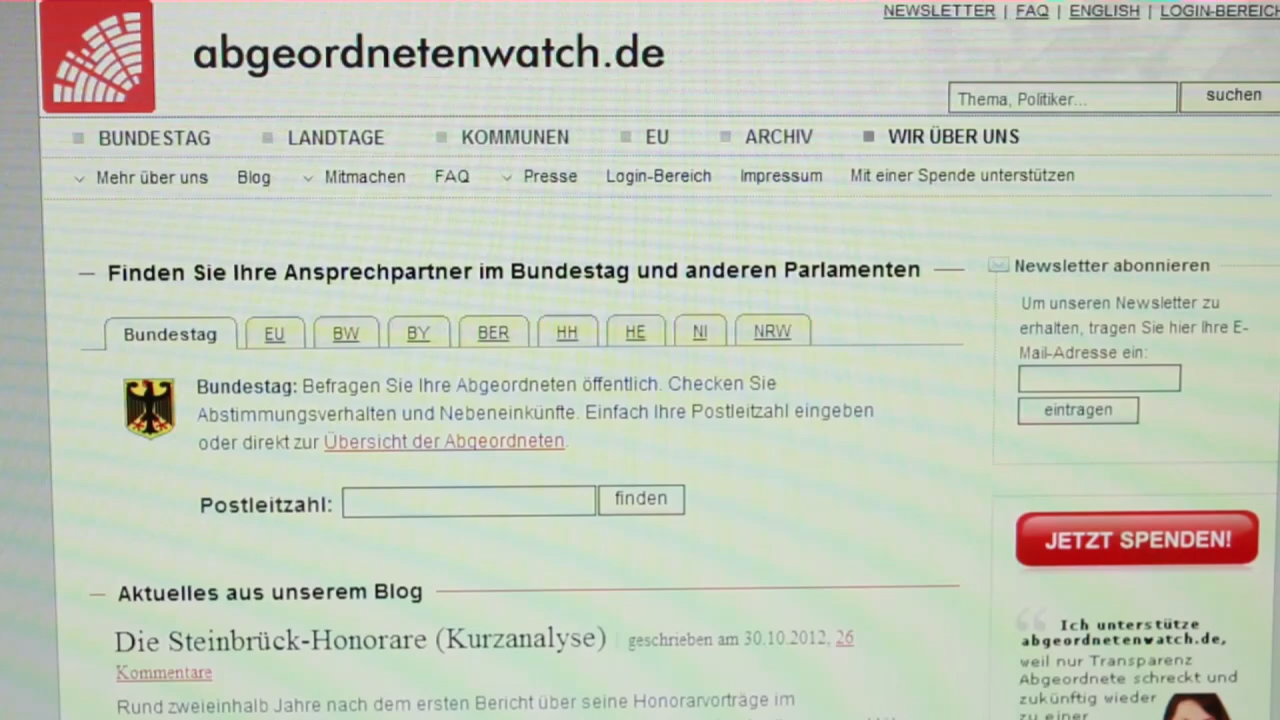 NEWSLETTER | FAQ | ENGLISH | LOGIN-BEREICH
abgeordnetenwatch.de
Thema, Politiker... suchen
BUNDESTAG LANDTAGE KOMMUNEN EU ARCHIV WIR ÜBER UNS
Mehr über uns Blog Mitmachen FAQ Presse Login-Bereich Impressum Mit einer Spende unterstützen
Finden Sie Ihre Ansprechpartner im Bundestag und anderen Parlamenten
Bundestag EU BW BY BER HH HE NI NRW
Bundestag: Befragen Sie Ihre Abgeordneten öffentlich. Checken Sie
Abstimmungsverhalten und Nebeneinkünfte. Einfach Ihre Postleitzahl eingeben
oder direkt zur Übersicht der Abgeordneten.
Postleitzahl: finden
Aktuelles aus unserem Blog
Die Steinbrück-Honorare (Kurzanalyse) | geschrieben am 30.10.2012, 26
Kommentare
Rund zweieinhalb Jahre nach dem ersten Bericht über seine Honorarvorträge im
Newsletter abonnieren
Um unseren Newsletter zu
erhalten, tragen Sie hier Ihre E-
Mail-Adresse ein:
eintragen
JETZT SPENDEN!
Ich unterstütze
abgeordnetenwatch.de,
weil nur Transparenz
Abgeordnete schreckt und
zukünftig wieder
zu einer